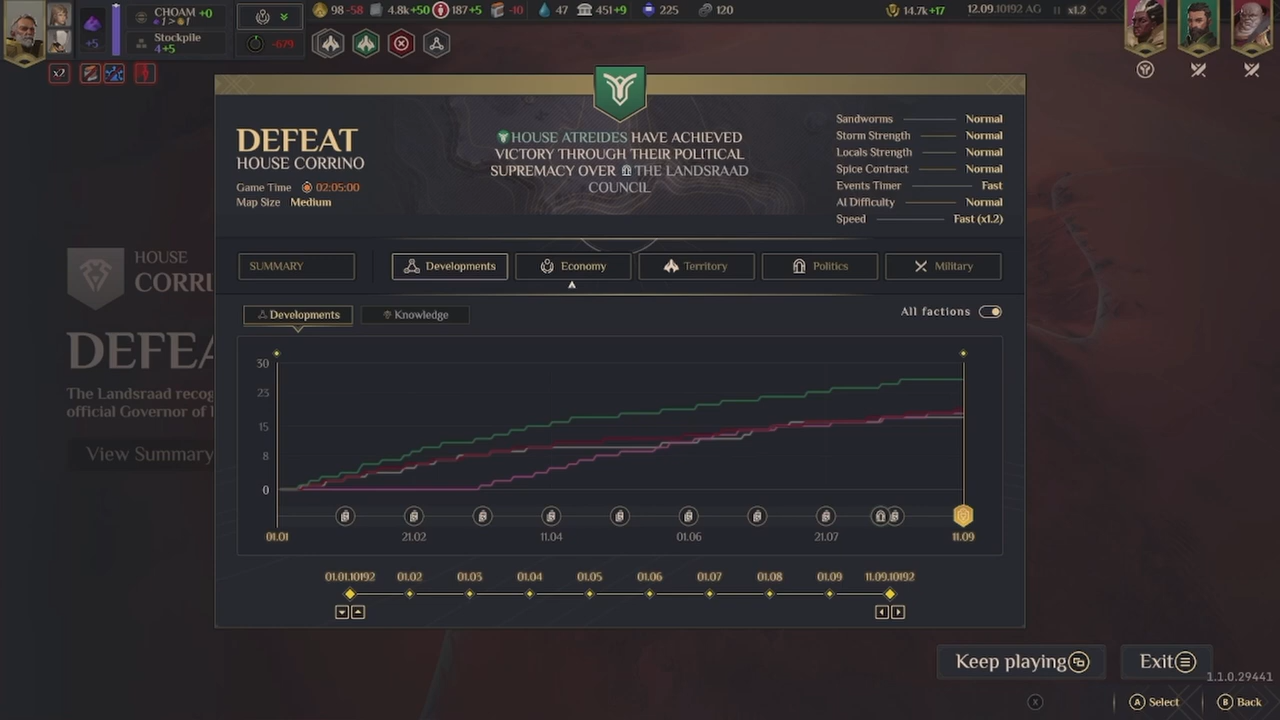 CHOAM +0
1 > 1
Stockpile
4+5
+5
x2
-679
98 -58
4.8k+50
187+5
-10
47
451+9
225
120
14.7k+17
12.09.10192 AG
x1.2
DEFEAT
HOUSE CORRINO
Game Time 02:05:00
Map Size Medium
HOUSE ATREIDES HAVE ACHIEVED
VICTORY THROUGH THEIR POLITICAL
SUPREMACY OVER THE LANDSRAAD
COUNCIL
Sandworms Normal
Storm Strength Normal
Locals Strength Normal
Spice Contract Normal
Events Timer Fast
AI Difficulty Normal
Speed Fast (x1.2)
HOUSE
CORRI
DEFEA
The Landsraad recog
official Governor of
View Summary
SUMMARY
Developments
Economy
Territory
Politics
Military
Developments
Knowledge
All factions
30
23
15
8
0
01.01
21.02
11.04
01.06
21.07
11.09
01.01.10192
01.02
01.03
01.04
01.05
01.06
01.07
01.08
01.09
11.09.10192
Keep playing
Exit
1.1.0.29441
X
A Select
B Back